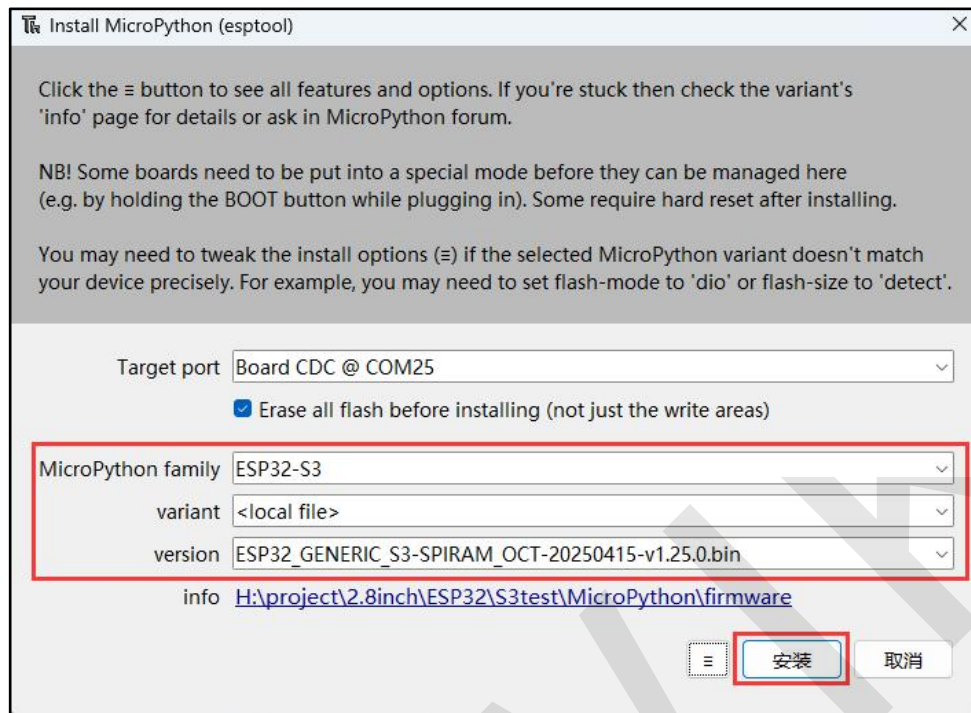 Install MicroPython (esptool)
Click the ≡ button to see all features and options. If you're stuck then check the variant's
'info' page for details or ask in MicroPython forum.
NB! Some boards need to be put into a special mode before they can be managed here
(e.g. by holding the BOOT button while plugging in). Some require hard reset after installing.
You may need to tweak the install options (≡) if the selected MicroPython variant doesn't match
your device precisely. For example, you may need to set flash-mode to 'dio' or flash-size to 'detect'.
Target port Board CDC @ COM25
Erase all flash before installing (not just the write areas)
MicroPython family ESP32-S3
variant <local file>
version ESP32_GENERIC_S3-SPIRAM_OCT-20250415-v1.25.0.bin
info H:\project\2.8inch\ESP32\S3test\MicroPython\firmware
≡ 安装 取消